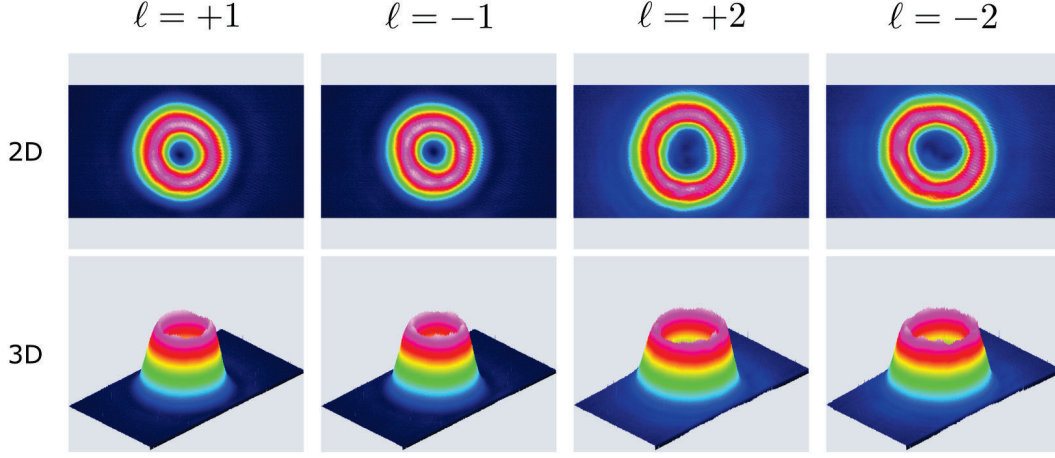 ℓ = +1 ℓ = −1 ℓ = +2 ℓ = −2
2D
3D